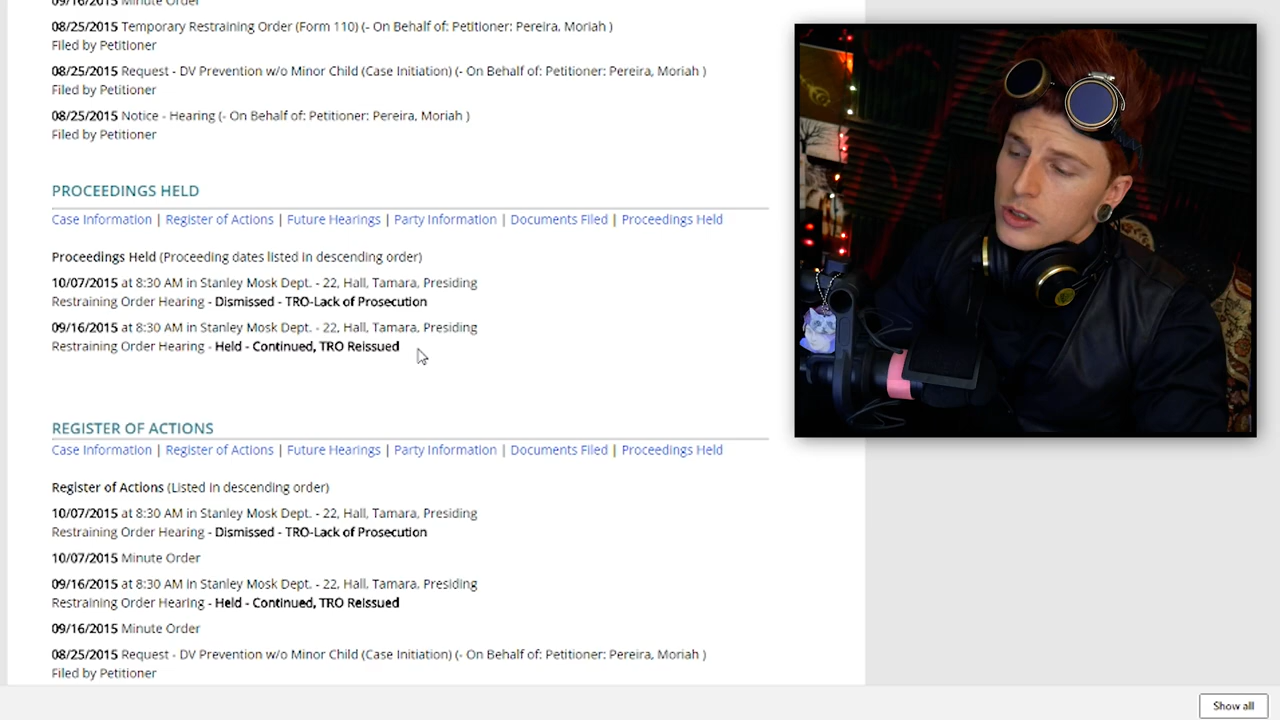 09/16/2015 Minute Order
08/25/2015 Temporary Restraining Order (Form 110) (- On Behalf of: Petitioner: Pereira, Moriah )
Filed by Petitioner
08/25/2015 Request - DV Prevention w/o Minor Child (Case Initiation) (- On Behalf of: Petitioner: Pereira, Moriah )
Filed by Petitioner
08/25/2015 Notice - Hearing (- On Behalf of: Petitioner: Pereira, Moriah )
Filed by Petitioner
PROCEEDINGS HELD
Case Information | Register of Actions | Future Hearings | Party Information | Documents Filed | Proceedings Held
Proceedings Held (Proceeding dates listed in descending order)
10/07/2015 at 8:30 AM in Stanley Mosk Dept. - 22, Hall, Tamara, Presiding
Restraining Order Hearing - Dismissed - TRO-Lack of Prosecution
09/16/2015 at 8:30 AM in Stanley Mosk Dept. - 22, Hall, Tamara, Presiding
Restraining Order Hearing - Held - Continued, TRO Reissued
REGISTER OF ACTIONS
Case Information | Register of Actions | Future Hearings | Party Information | Documents Filed | Proceedings Held
Register of Actions (Listed in descending order)
10/07/2015 at 8:30 AM in Stanley Mosk Dept. - 22, Hall, Tamara, Presiding
Restraining Order Hearing - Dismissed - TRO-Lack of Prosecution
10/07/2015 Minute Order
09/16/2015 at 8:30 AM in Stanley Mosk Dept. - 22, Hall, Tamara, Presiding
Restraining Order Hearing - Held - Continued, TRO Reissued
09/16/2015 Minute Order
08/25/2015 Request - DV Prevention w/o Minor Child (Case Initiation) (- On Behalf of: Petitioner: Pereira, Moriah )
Filed by Petitioner
Show all